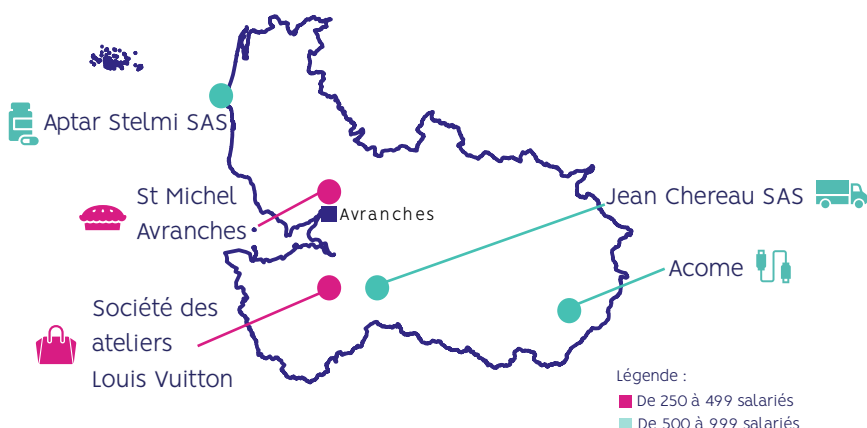 Aptar Stelmi SAS
St Michel
Avranches
Avranches
Jean Chereau SAS
Acome
Société des
ateliers
Louis Vuitton
Légende :
De 250 à 499 salariés
De 500 à 999 salariés